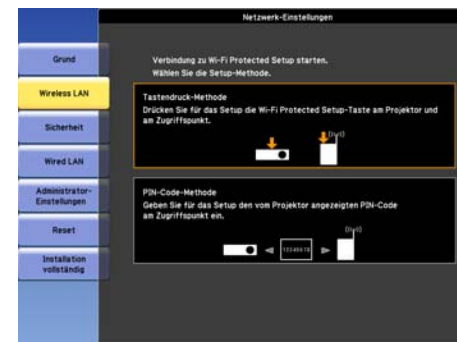 Netzwerk-Einstellungen
Grund
Wireless LAN
Sicherheit
Wired LAN
Administrator-
Einstellungen
Reset
Installation
vollständig
Verbindung zu Wi-Fi Protected Setup starten.
Wählen Sie die Setup-Methode.
Tastendruck-Methode
Drücken Sie für das Setup die Wi-Fi Protected Setup-Taste am Projektor und
am Zugriffspunkt.
PIN-Code-Methode
Geben Sie für das Setup den vom Projektor angezeigten PIN-Code
am Zugriffspunkt ein.